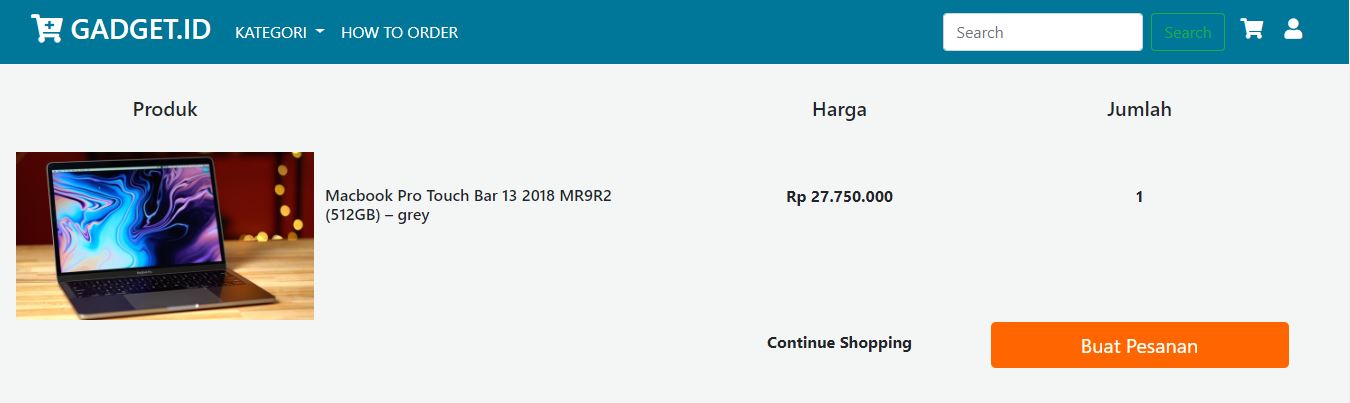 GADGET.ID KATEGORI HOW TO ORDER Search Search
Produk Harga Jumlah
Macbook Pro Touch Bar 13 2018 MR9R2 Rp 27.750.000 1
(512GB) – grey
Continue Shopping Buat Pesanan